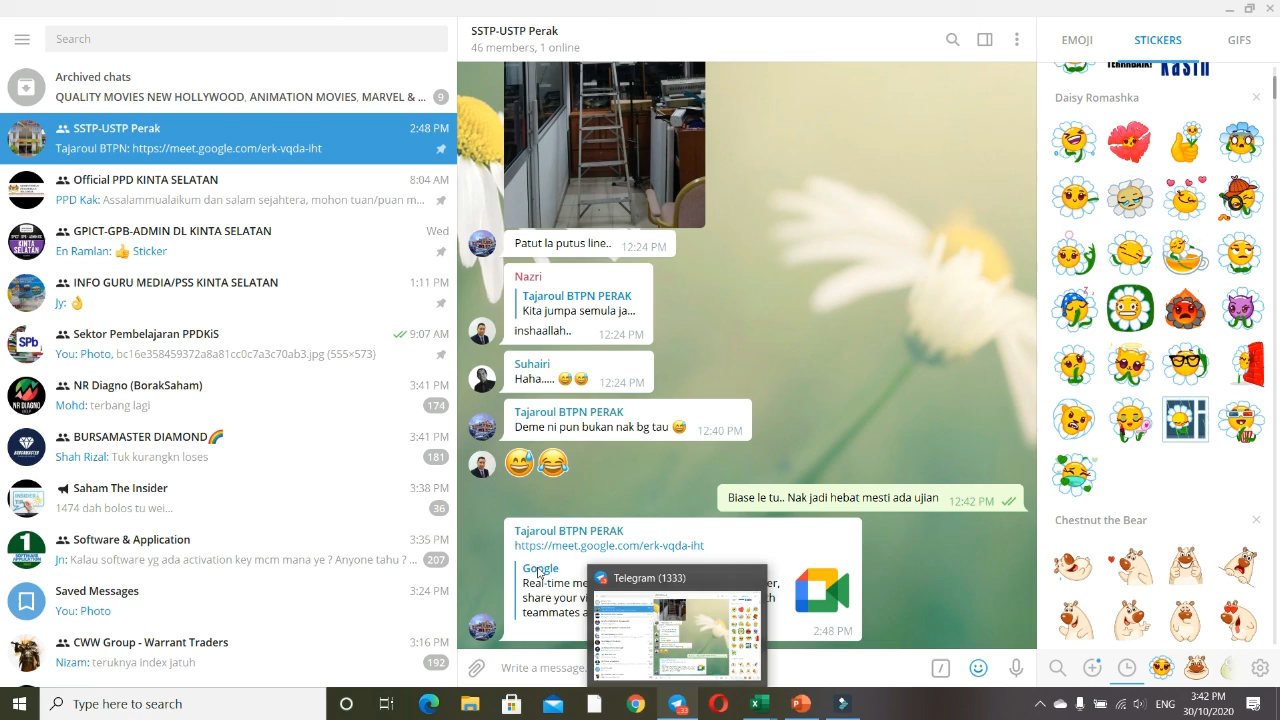 Search
Archived chats
QUALITY MOVIES NEW HOLLYWOOD, ANIMATION MOVIES MARVEL
9
SSTP-USTP Perak
2:48 PM
Tajaroul BTPN: https://meet.google.com/erk-vqda-iht
Official PPD KINTA SELATAN
8:04 AM
PPD Kak: Assalammualaikum dan salam sejahtera, mohon tuan/puan m...
GPICT-GPB-ADMIN DL KINTA SELATAN
Wed
En Ramlan: 👍 Sticker
INFO GURU MEDIA/PSS KINTA SELATAN
1:11 PM
Jy: 👌
Sektor Pembelajaran PPDKiS
9:07 AM
You: Photo, bc16e358459572a8a81cc0c7a3c70ab3.jpg (555×573)
NR Diagno (BorakSaham)
3:41 PM
Mohd: terbang lagi
174
BURSAMASTER DIAMOND🌈
3:41 PM
Shah Rizal: Tuk kurangkn loses
181
Saham The Insider
3:38 PM
14 keluar kaunter tu wei...
36
Software & Application
3:35 PM
Jn: Kalau software yg ada activation key mcm mana ye ? Anyone tahu ? ...
207
Saved Messages
3:24 PM
You: Photo
3:16 PM
192
SSTP-USTP Perak
46 members, 1 online
Patut la putus line.. 12:24 PM
Nazri
Tajaroul BTPN PERAK
Kita jumpa semula ja...
inshaallah.. 12:24 PM
Suhairi
Haha..... 😅😅 12:24 PM
Tajaroul BTPN PERAK
Deme ni pun bukan nak bg tau 😅 12:40 PM
😅😂
Biase le tu.. Nak jadi hebat mesti ada ujian 12:42 PM
Tajaroul BTPN PERAK
https://meet.google.com/erk-vqda-iht
Google
Real-time me
share your vi
teammates a
2:48 PM
Telegram (1333)
Write a message.
EMOJI
STICKERS
GIFS
Daisy Romashka
Chestnut the Bear
Type here to search
ENG
3:42 PM
30/10/2020